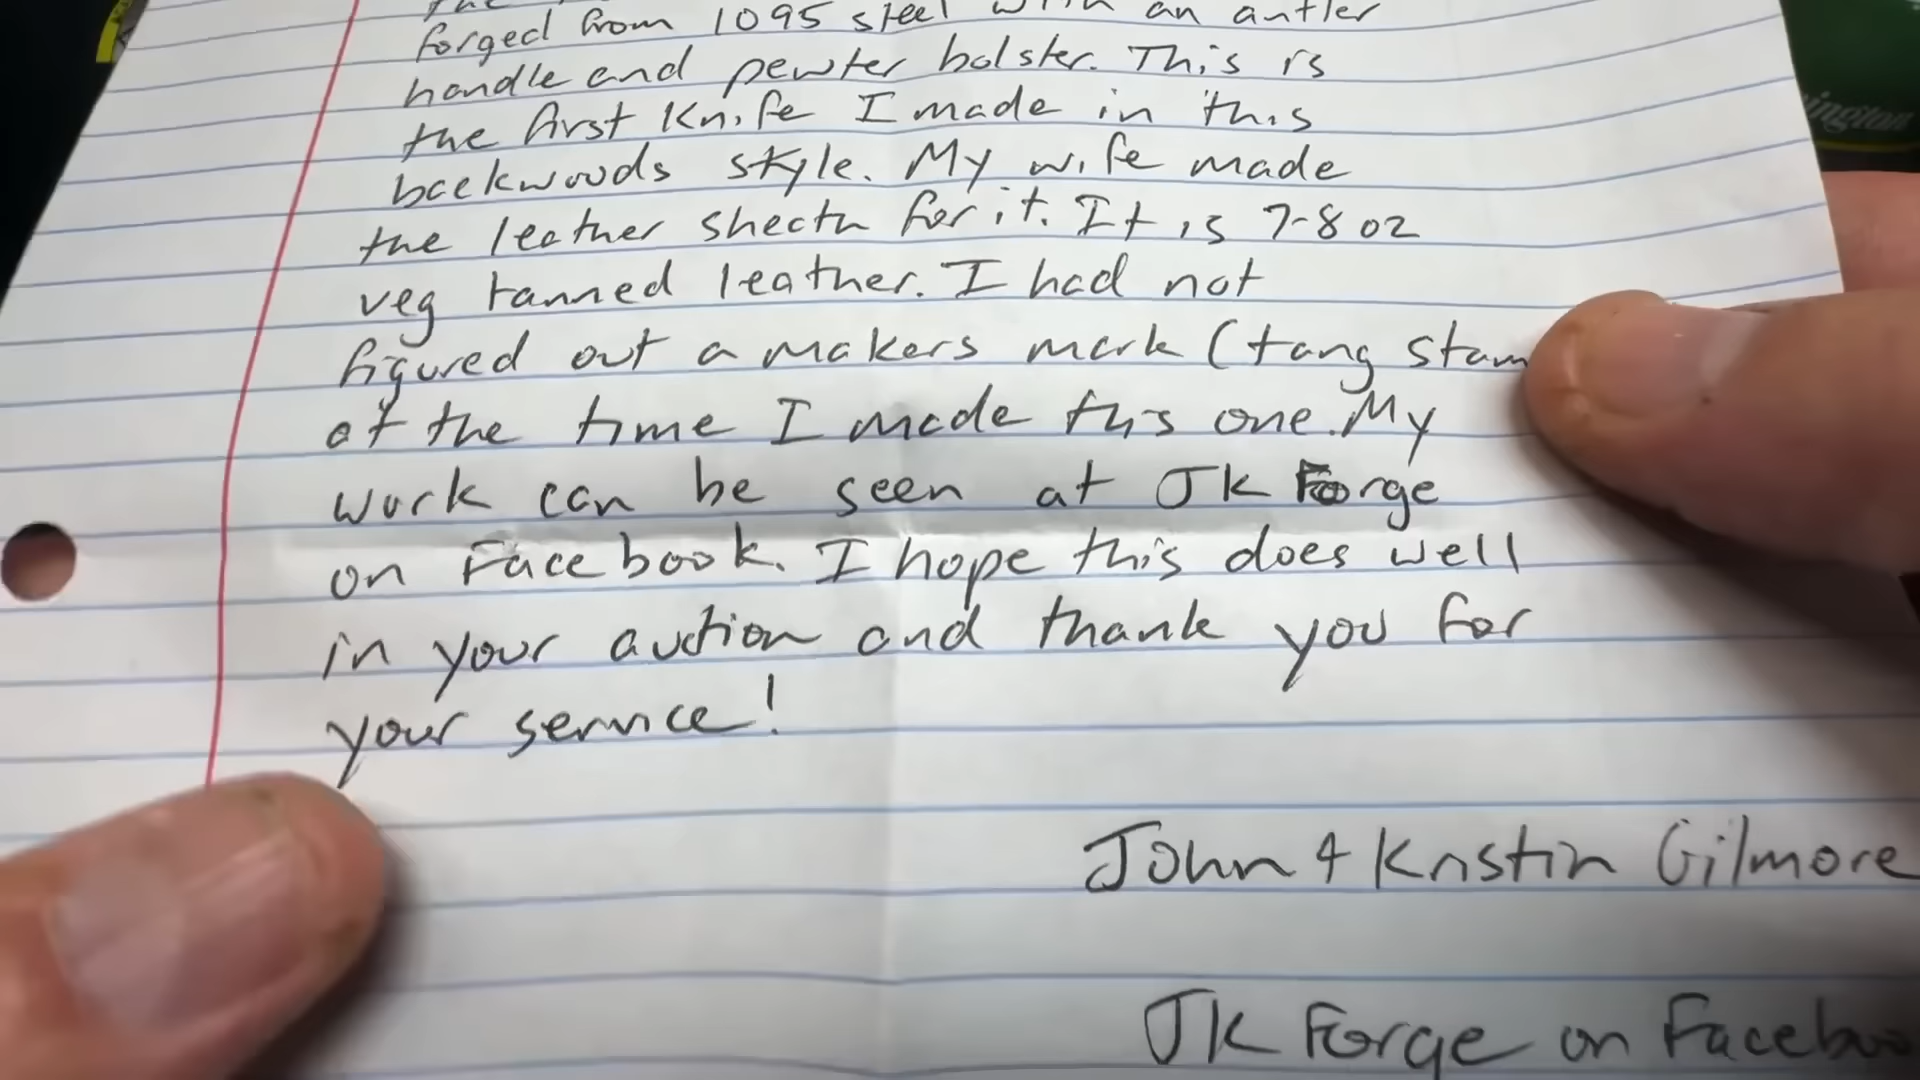 the
forged from 1095 steel with an antler
handle and pewter bolster. This is
the first Knife I made in this
backwoods style. My wife made
the leather sheath for it. It is 7-8 oz
veg tanned leather. I had not
figured out a makers mark (tang stam
at the time I made this one. My
work can be seen at JK Forge
on Facebook. I hope this does well
in your auction and thank you for
your service!
John & Kristin Gilmore
JK Forge on Faceboo
ington